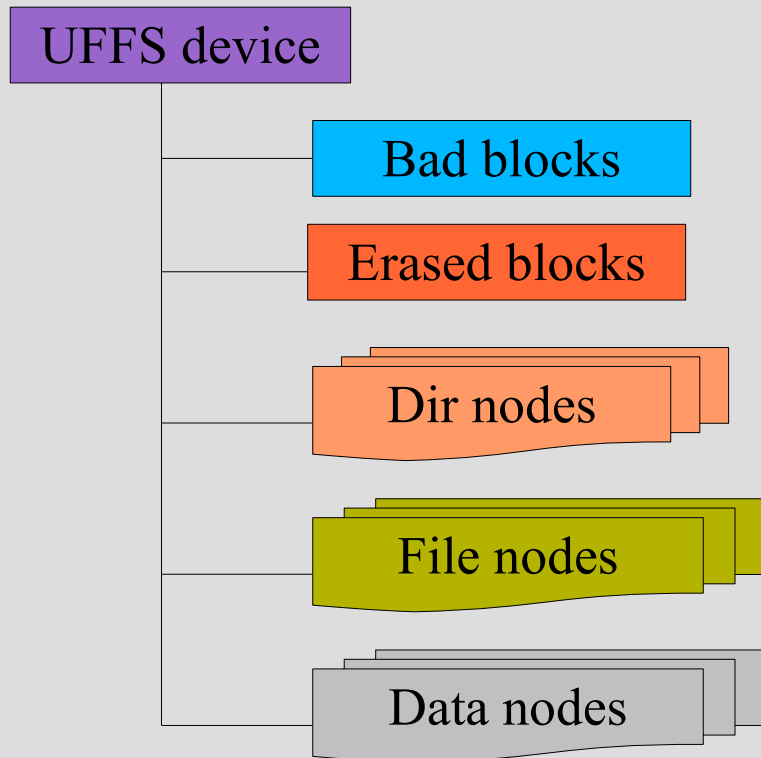 UFFS device
Bad blocks
Erased blocks
Dir nodes
File nodes
Data nodes